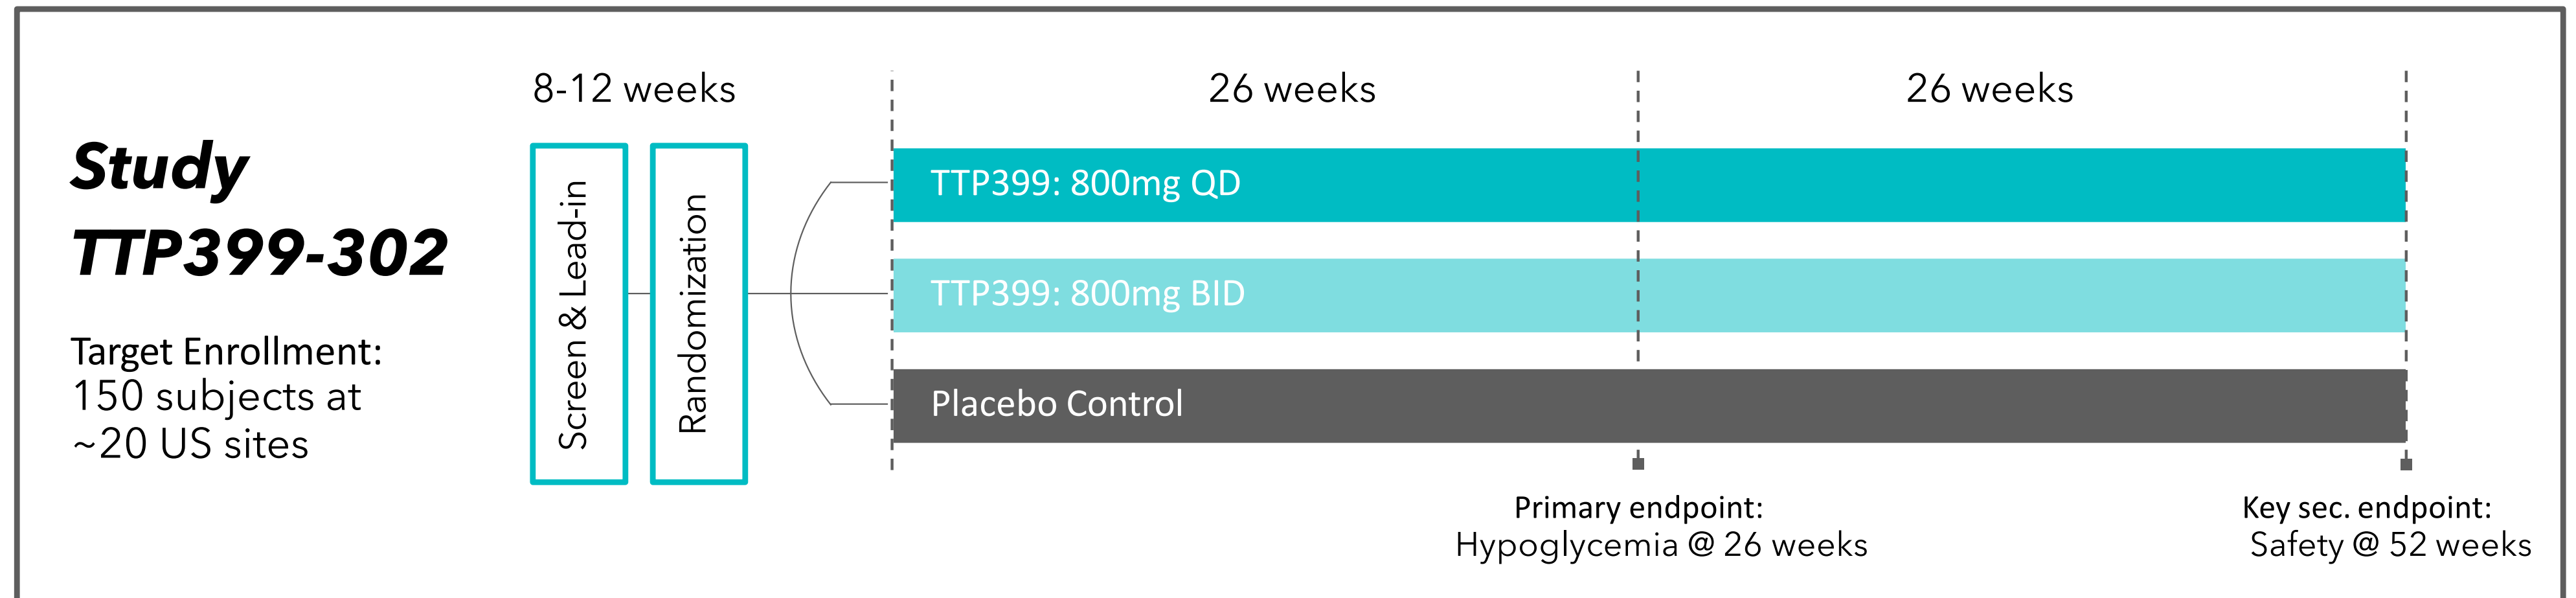 Study
TTP399-302
Target Enrollment:
150 subjects at
~20 US sites
8-12 weeks
26 weeks
26 weeks
Screen & Lead-in
Randomization
TTP399: 800mg QD
TTP399: 800mg BID
Placebo Control
Primary endpoint:
Hypoglycemia @ 26 weeks
Key sec. endpoint:
Safety @ 52 weeks